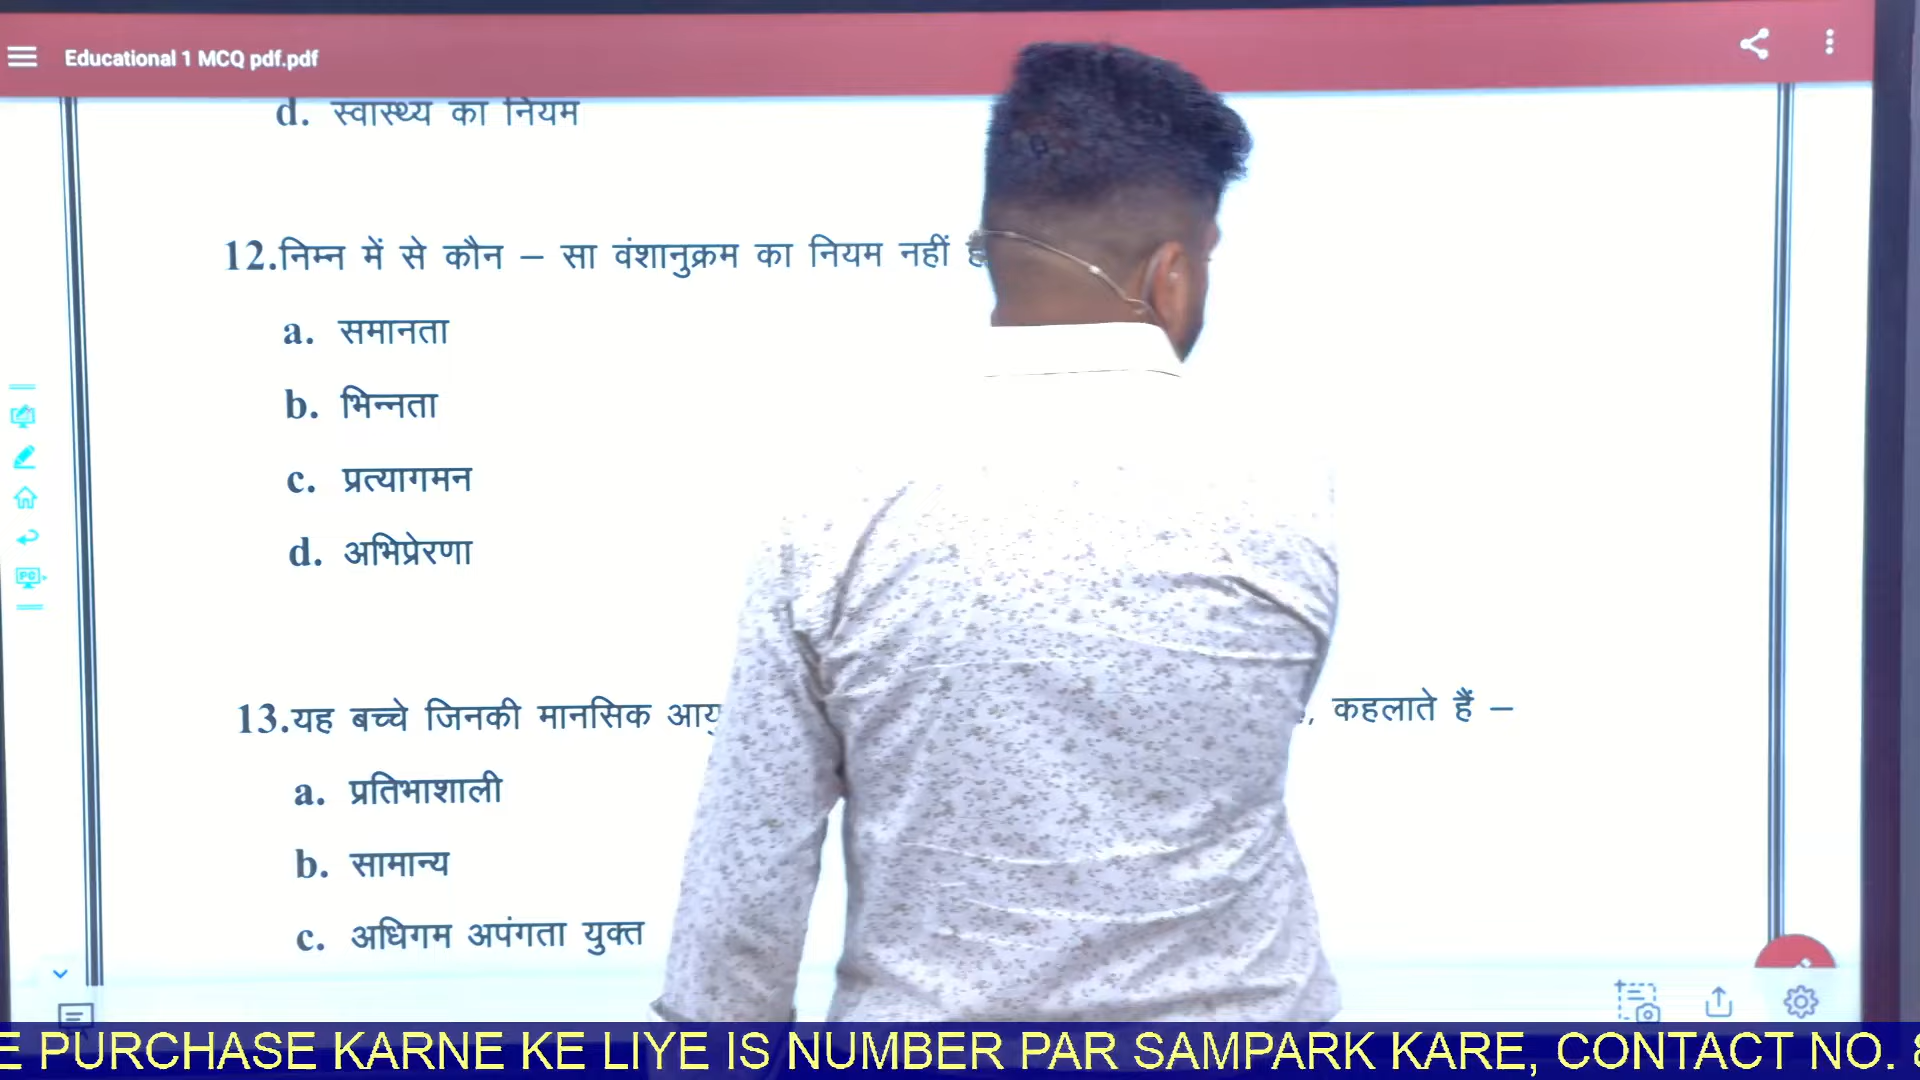 Educational 1 MCQ pdf.pdf
d. स्वास्थ्य का नियम
12.निम्न में से कौन – सा वंशानुक्रम का नियम नहीं
a. समानता
b. भिन्नता
c. प्रत्यागमन
d. अभिप्रेरणा
13.यह बच्चे जिनकी मानसिक आयु , कहलाते हैं –
a. प्रतिभाशाली
b. सामान्य
c. अधिगम अपंगता युक्त
PC
E PURCHASE KARNE KE LIYE IS NUMBER PAR SAMPARK KARE, CONTACT NO.